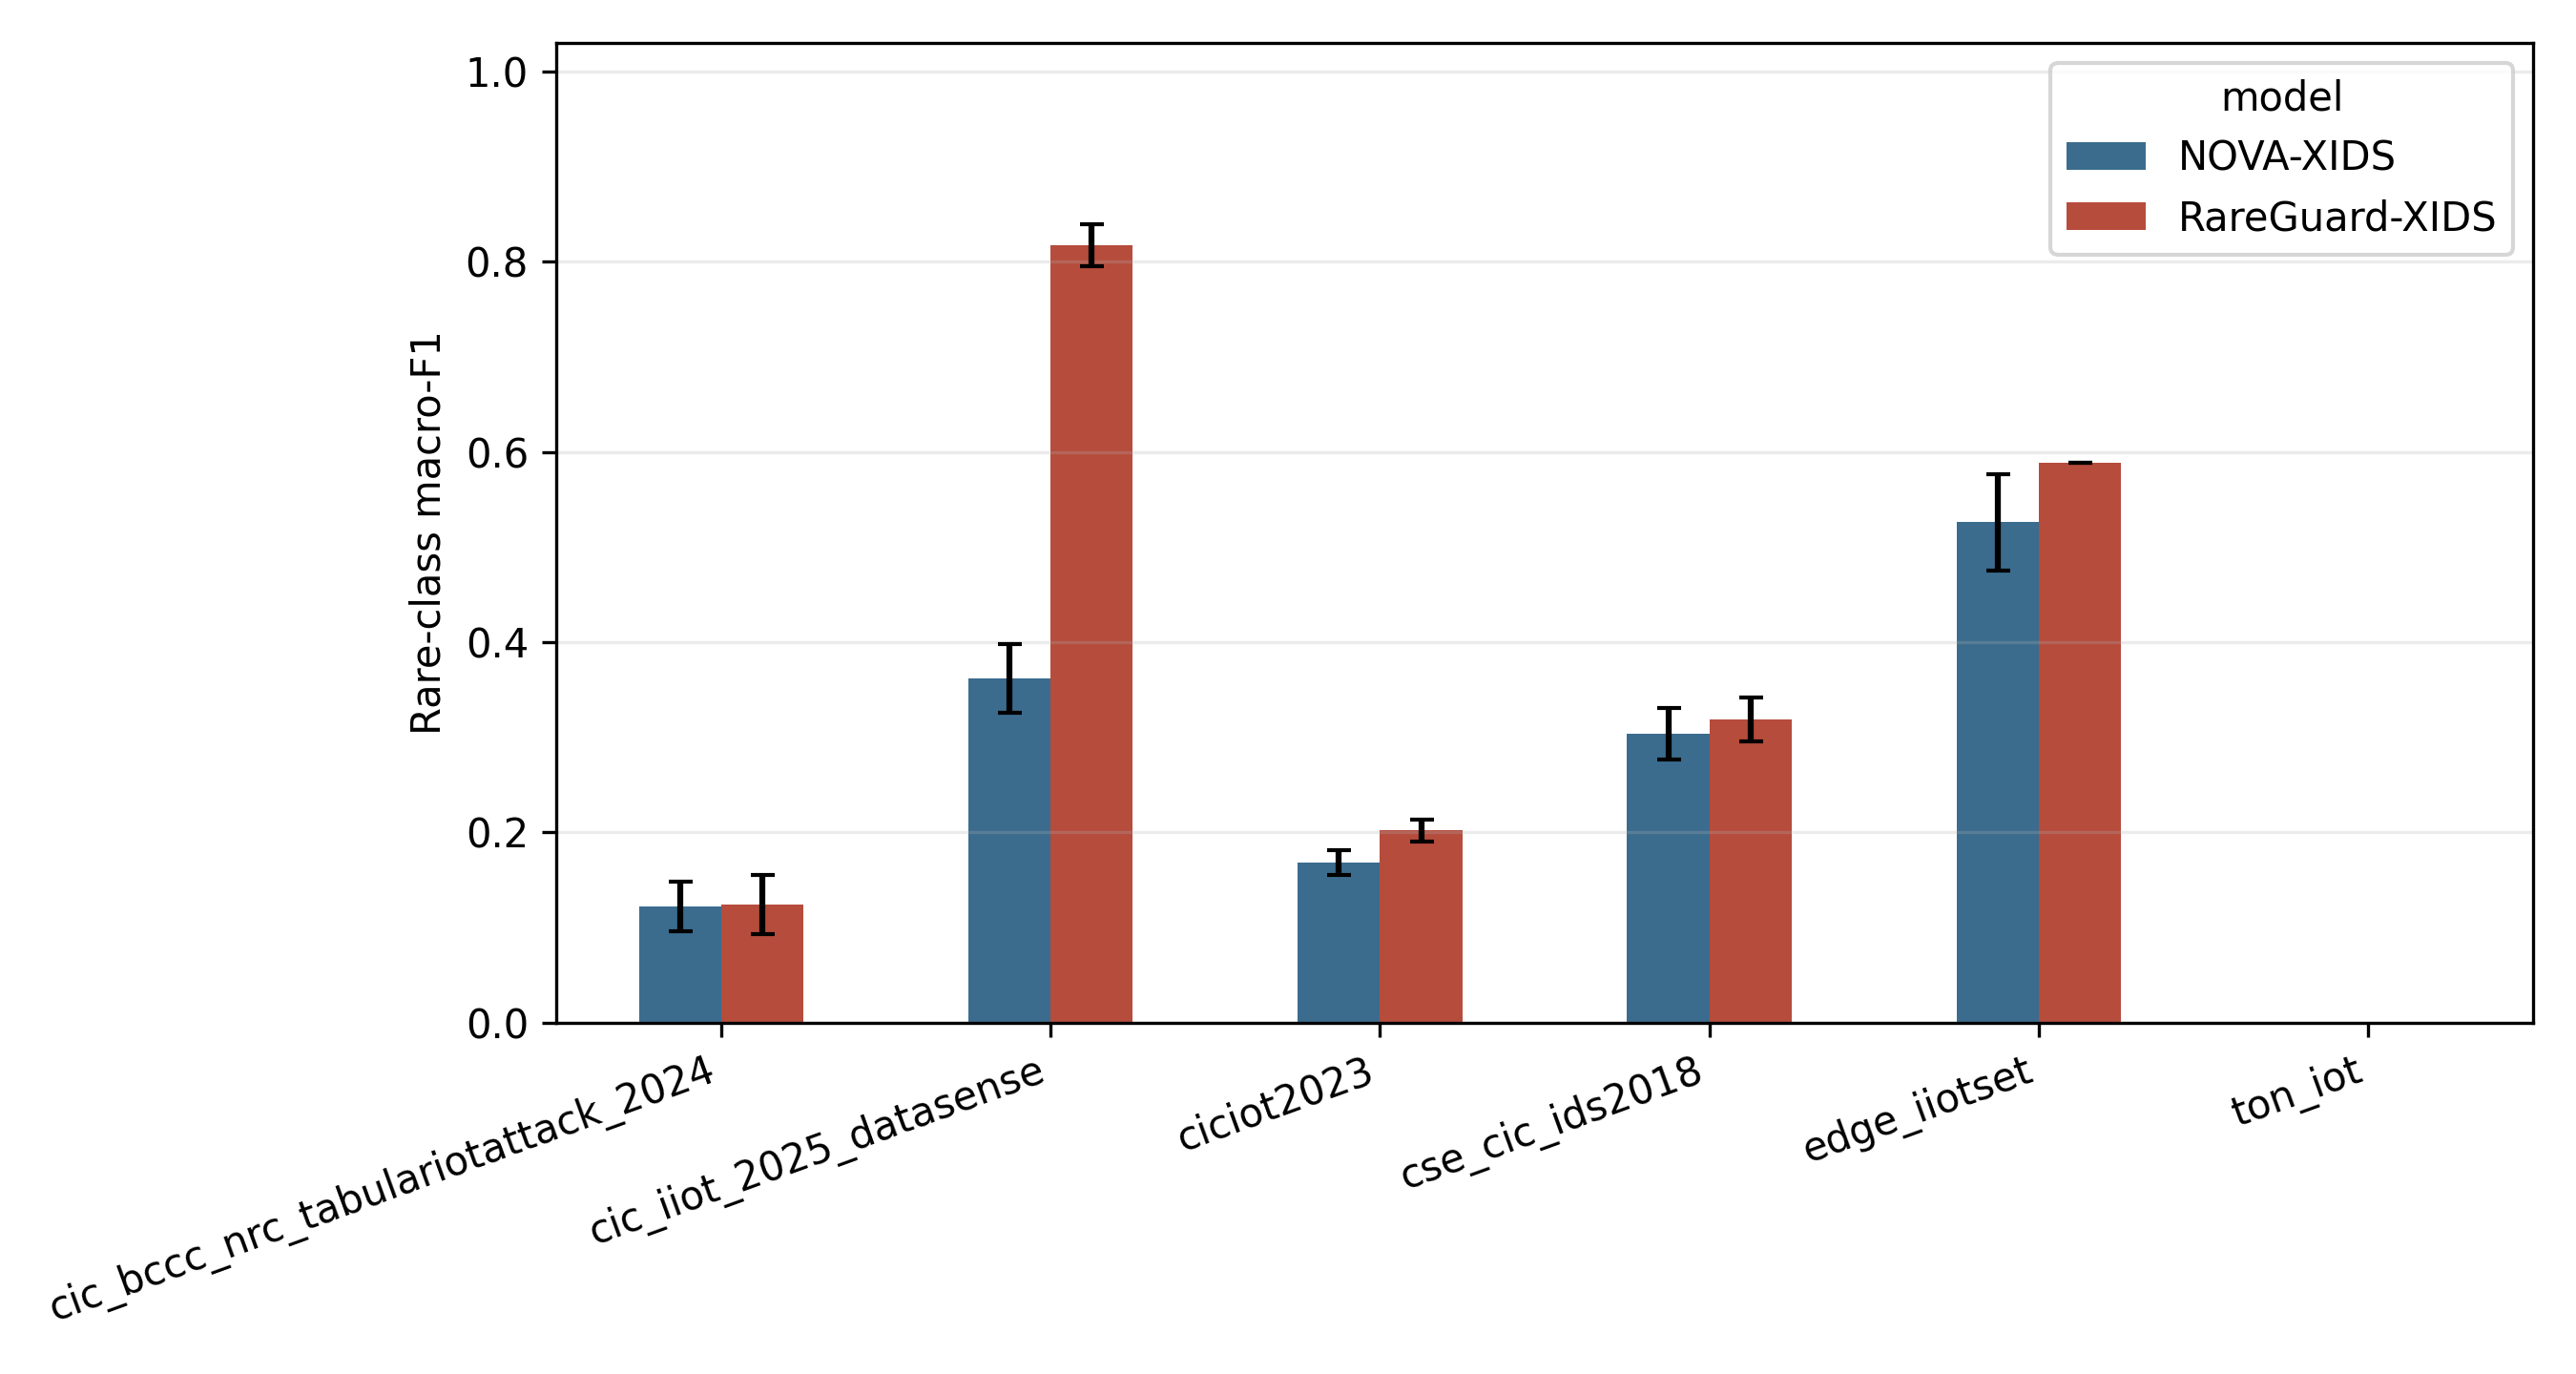 Rare-class macro-F1
1.0
0.8
0.6
0.4
0.2
0.0
model
NOVA-XIDS
RareGuard-XIDS
cic_bccc_nrc_tabulariotattack_2024
cic_iiot_2025_datasense
ciciot2023
cse_cic_ids2018
edge_iiotset
ton_iot